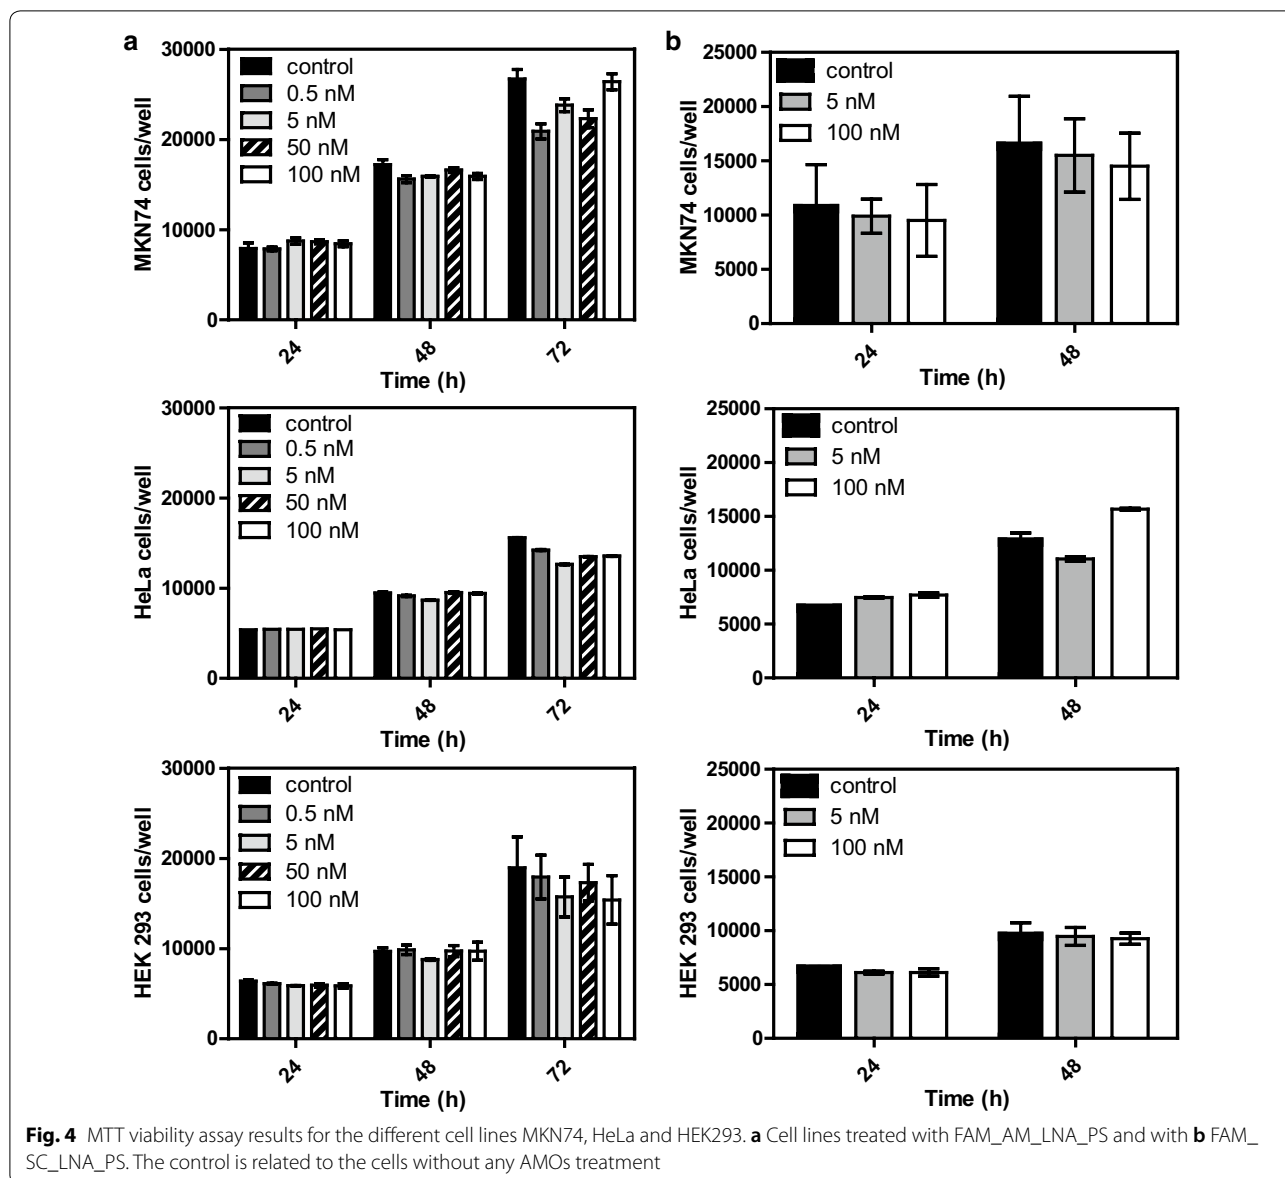 a
30000
20000
10000
0
MKN74 cells/well
control
0.5 nM
5 nM
50 nM
100 nM
24
48
72
Time (h)
b
25000
20000
15000
10000
5000
0
MKN74 cells/well
control
5 nM
100 nM
24
48
Time (h)
30000
20000
10000
0
HeLa cells/well
control
0.5 nM
5 nM
50 nM
100 nM
24
48
72
Time (h)
25000
20000
15000
10000
5000
0
HeLa cells/well
control
5 nM
100 nM
24
48
Time (h)
30000
20000
10000
0
HEK 293 cells/well
control
0.5 nM
5 nM
50 nM
100 nM
24
48
72
Time (h)
25000
20000
15000
10000
5000
0
HEK 293 cells/well
control
5 nM
100 nM
24
48
Time (h)
Fig. 4 MTT viability assay results for the different cell lines MKN74, HeLa and HEK293. a Cell lines treated with FAM_AM_LNA_PS and with b FAM_
SC_LNA_PS. The control is related to the cells without any AMOs treatment